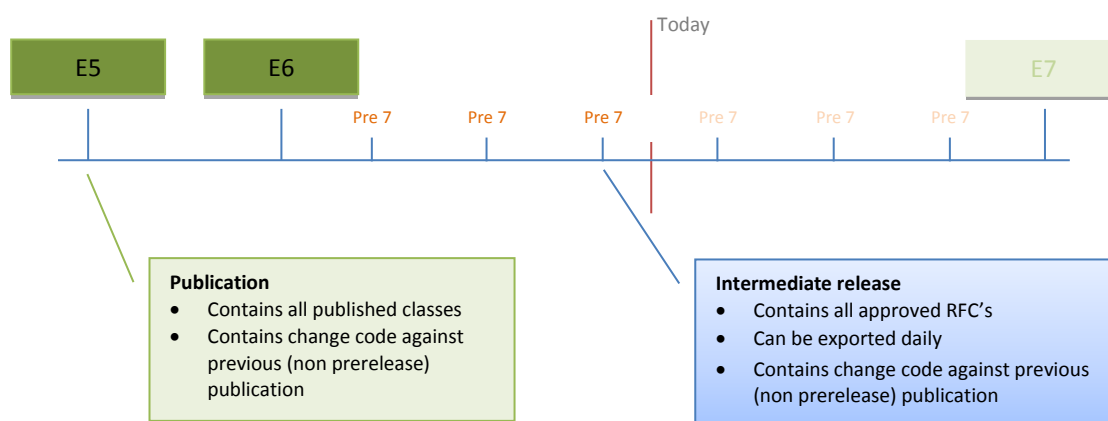 Today
E5
E6
E7
Pre 7
Pre 7
Pre 7
Pre 7
Pre 7
Pre 7
Publication
• Contains all published classes
• Contains change code against
previous (non prerelease)
publication
Intermediate release
• Contains all approved RFC's
• Can be exported daily
• Contains change code against previous
(non prerelease) publication